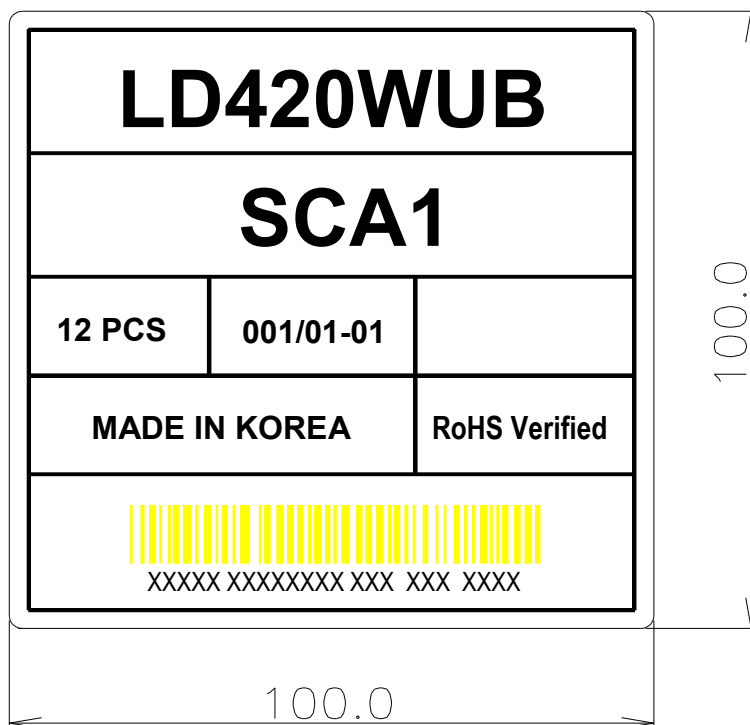 LD420WUB
SCA1
12 PCS 001/01-01
MADE IN KOREA RoHS Verified
XXXXX XXXXXXXX XXX XXX XXXX
100.0
100.0